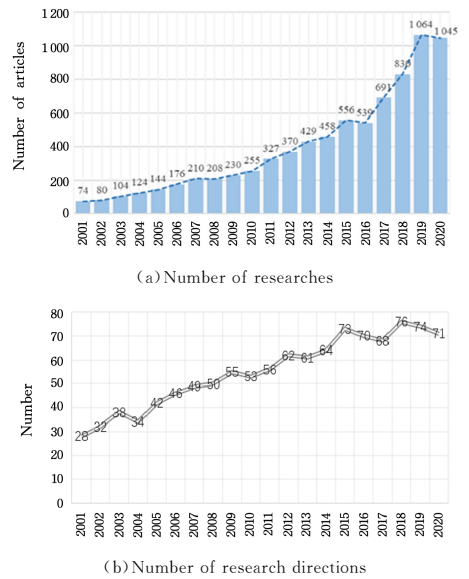 1 200
1 000
800
600
400
200
0
Number of articles
74 80 104 124 144 176 210 208 230 255 327 370 429 458 556 539 691 830 1 064 1 045
2001 2002 2003 2004 2005 2006 2007 2008 2009 2010 2011 2012 2013 2014 2015 2016 2017 2018 2019 2020
(a)Number of researches
80
70
60
50
40
30
20
10
0
Number
28 32 38 34 42 46 49 50 55 53 56 62 61 64 73 70 68 76 74 71
2001 2002 2003 2004 2005 2006 2007 2008 2009 2010 2011 2012 2013 2014 2015 2016 2017 2018 2019 2020
(b)Number of research directions